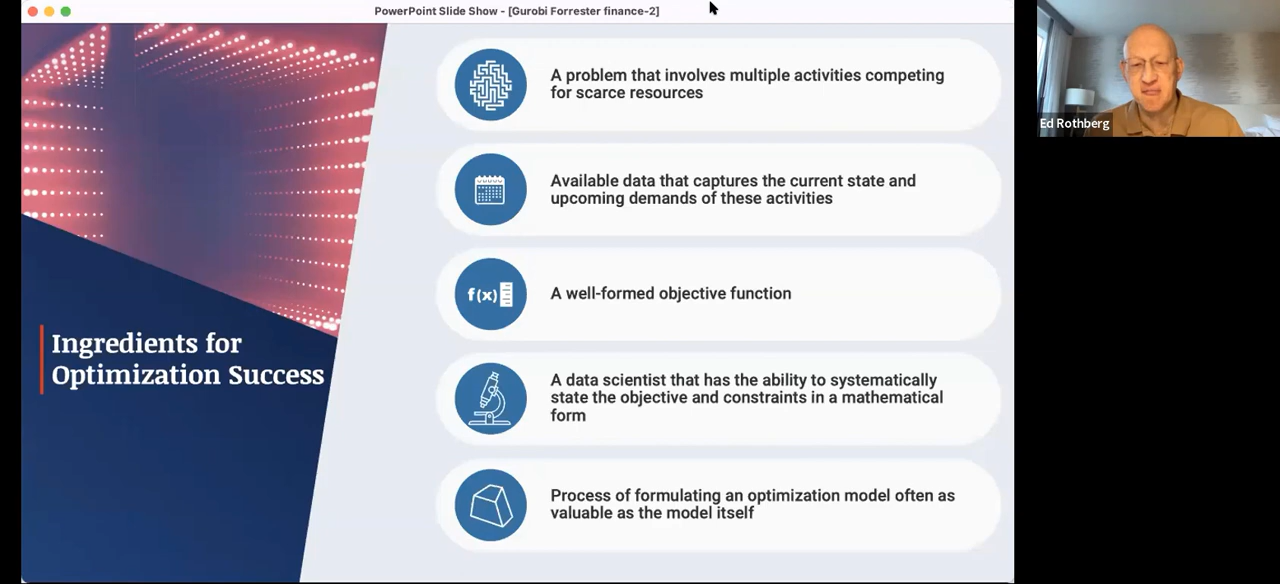 PowerPoint Slide Show - [Gurobi Forrester finance-2]
Ingredients for
Optimization Success
A problem that involves multiple activities competing
for scarce resources
Available data that captures the current state and
upcoming demands of these activities
f(x)
A well-formed objective function
A data scientist that has the ability to systematically
state the objective and constraints in a mathematical
form
Process of formulating an optimization model often as
valuable as the model itself
Ed Rothberg